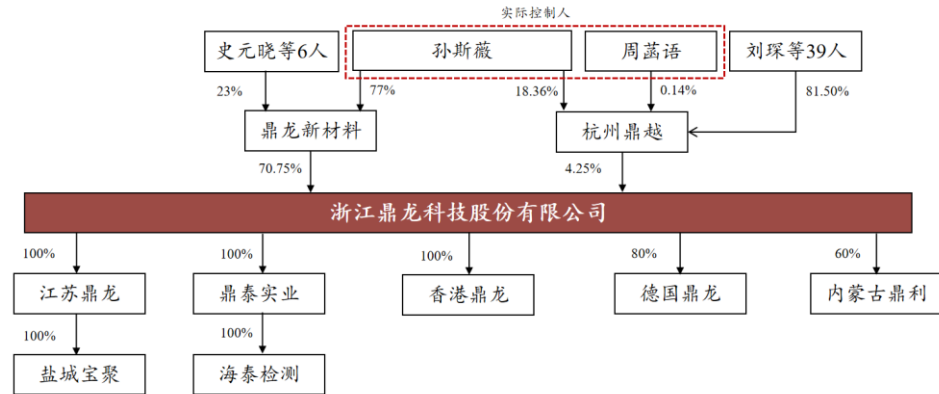 实际控制人
史元晓等6人
孙斯薇
周菡语
刘琛等39人
23%
77%
18.36%
0.14%
81.50%
鼎龙新材料
杭州鼎越
70.75%
4.25%
浙江鼎龙科技股份有限公司
100%
100%
100%
80%
60%
江苏鼎龙
鼎泰实业
香港鼎龙
德国鼎龙
内蒙古鼎利
100%
100%
盐城宝聚
海泰检测